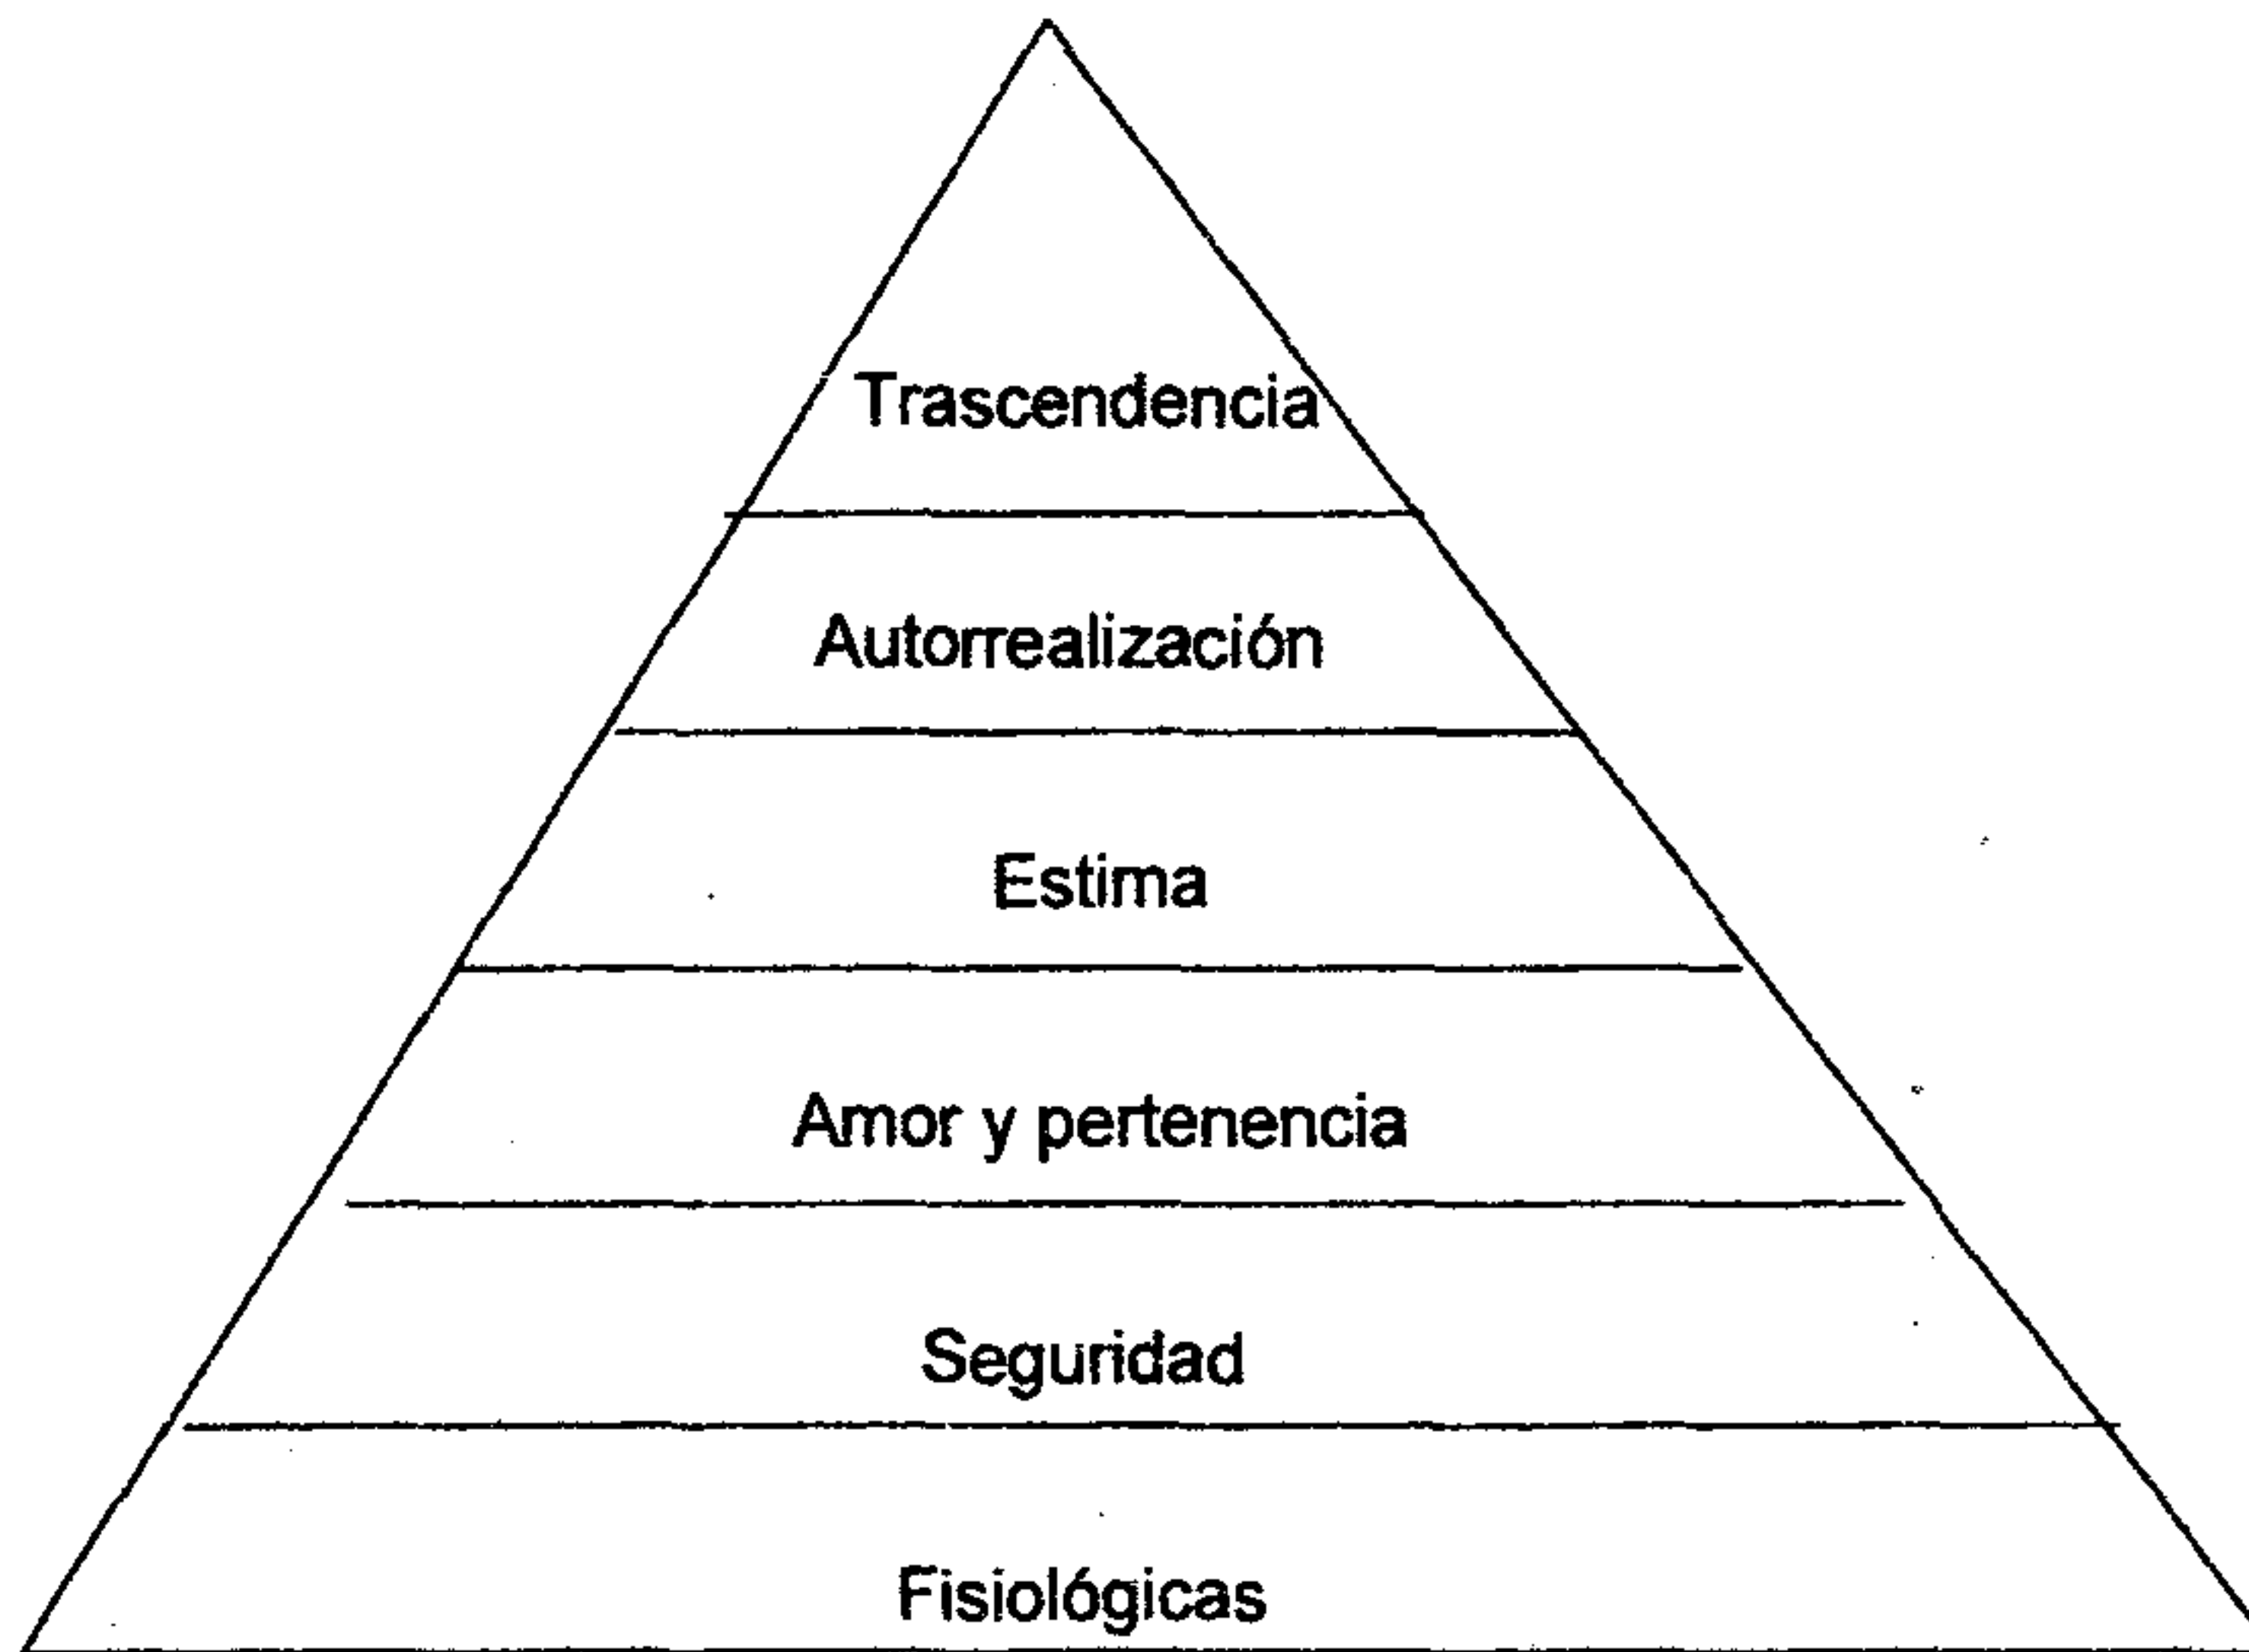 Trascendencia
Autorrealización
Estima
Amor y pertenencia
Seguridad
Fisiológicas